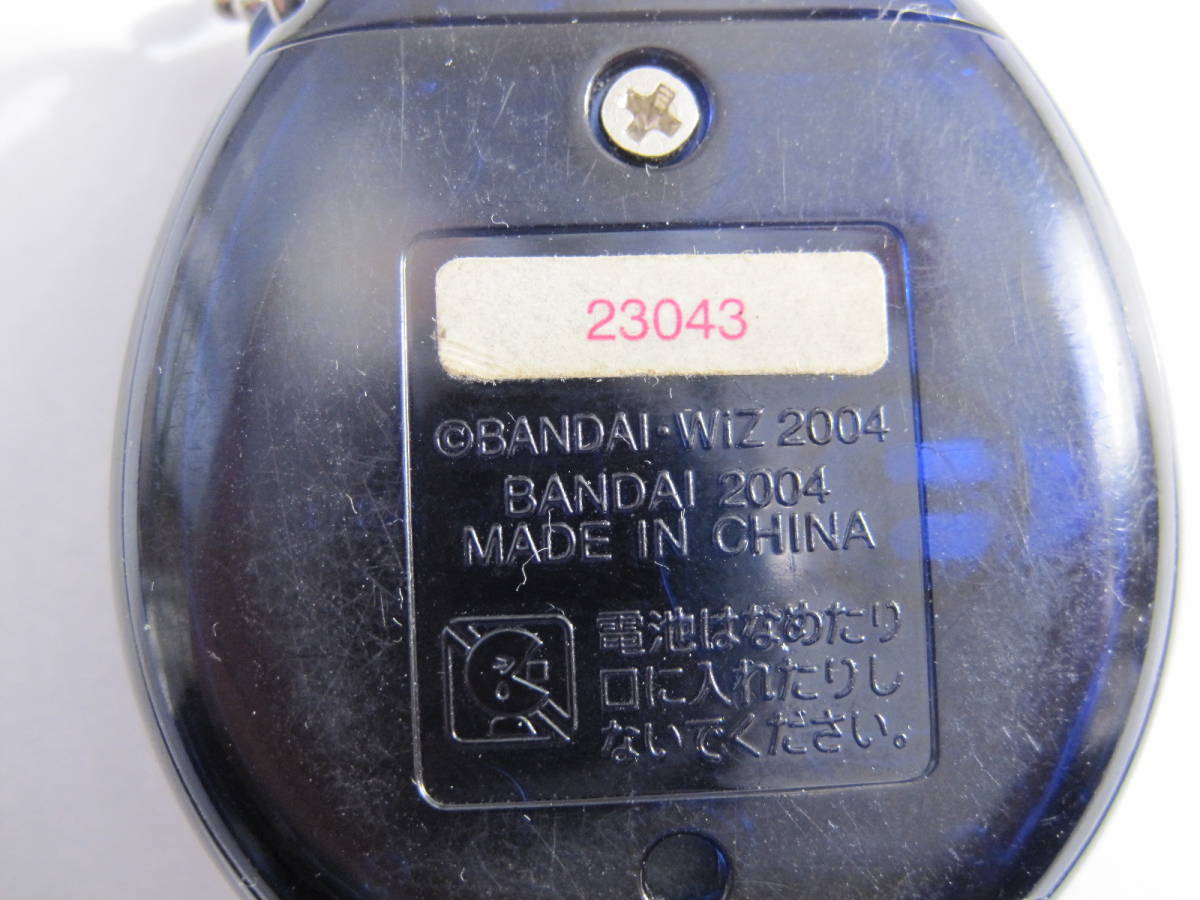 23043
©BANDAI・WiZ 2004
BANDAI 2004
MADE IN CHINA
電池はなめたり
口に入れたりし
ないでください。